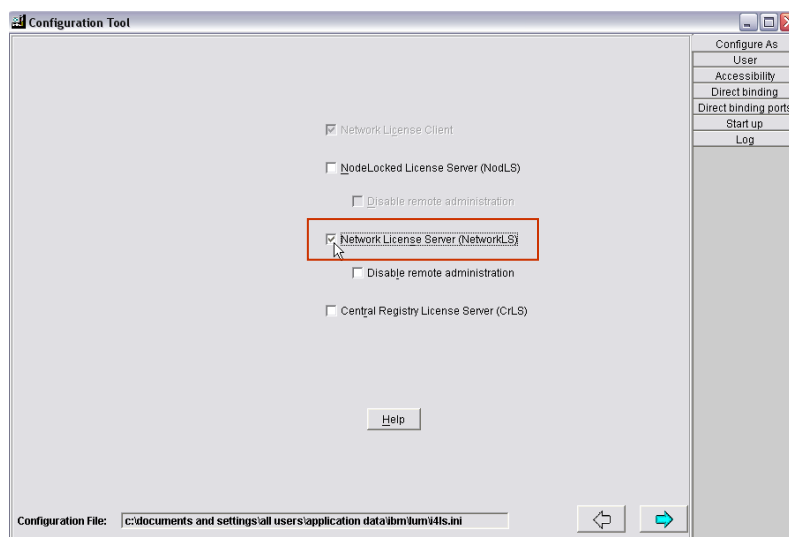 Configuration Tool
Configure As
User
Accessibility
Direct binding
Direct binding ports
Start up
Log
Network License Client
NodeLocked License Server (NodLS)
Disable remote administration
Network License Server (NetworkLS)
Disable remote administration
Central Registry License Server (CrLS)
Help
Configuration File: c:\documents and settings\all users\application data\ibm\lum\i4ls.ini